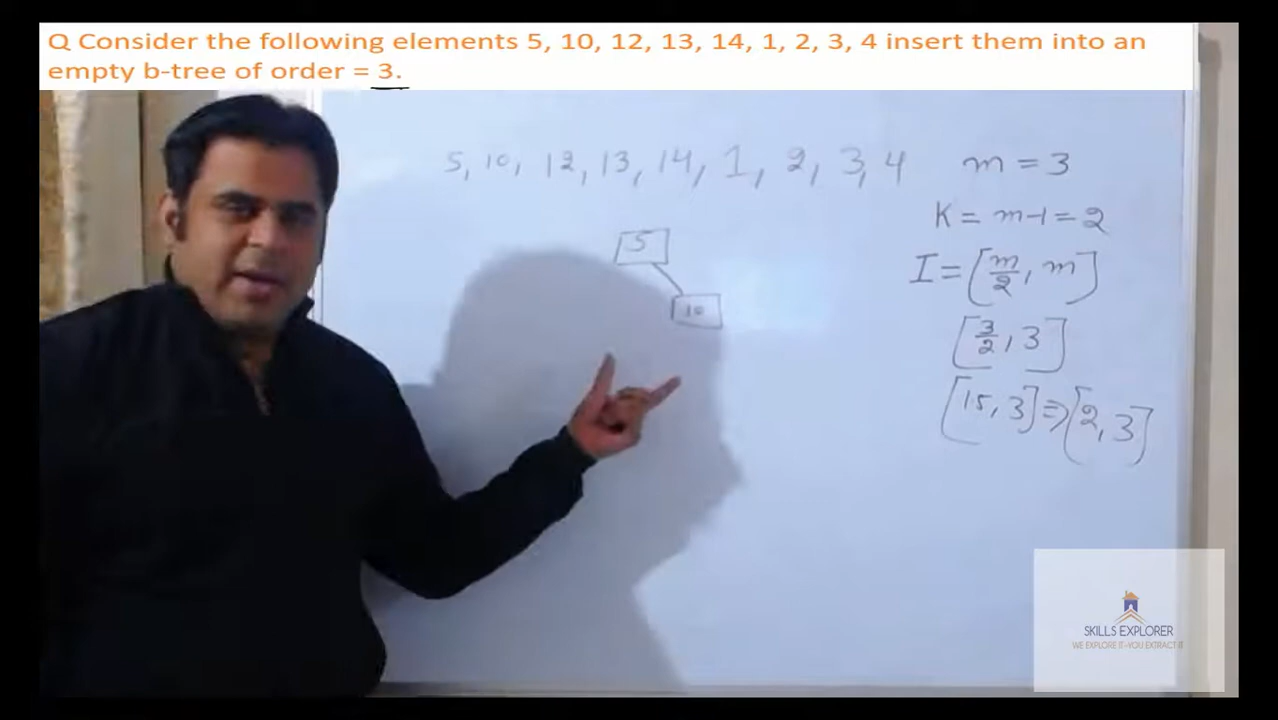 Q Consider the following elements 5, 10, 12, 13, 14, 1, 2, 3, 4 insert them into an
empty b-tree of order = 3.
5, 10, 12, 13, 14, 1, 2, 3, 4 m = 3
K = m-1 = 2
5
I = [m/2, m]
10
[3/2, 3]
[1.5, 3] => [2, 3]
SKILLS EXPLORER
WE EXPLORE IT-YOU EXTRACT IT